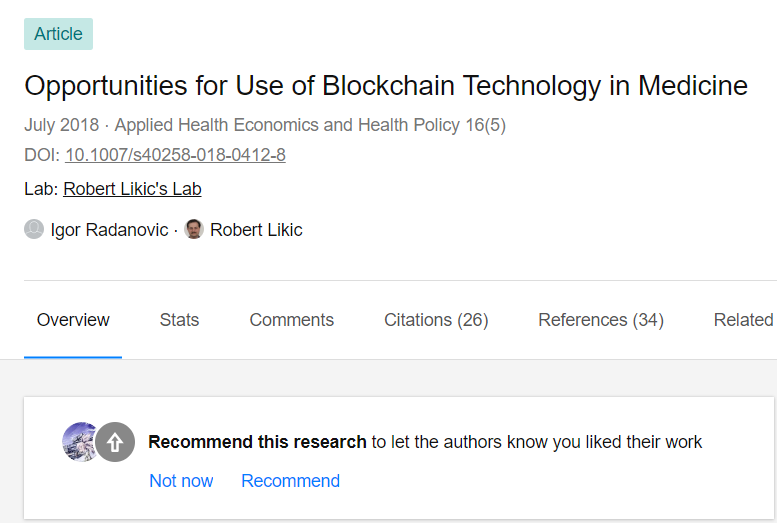 Article
Opportunities for Use of Blockchain Technology in Medicine
July 2018 · Applied Health Economics and Health Policy 16(5)
DOI: 10.1007/s40258-018-0412-8
Lab: Robert Likic's Lab
Igor Radanovic · Robert Likic
Overview Stats Comments Citations (26) References (34) Related
Recommend this research to let the authors know you liked their work
Not now Recommend